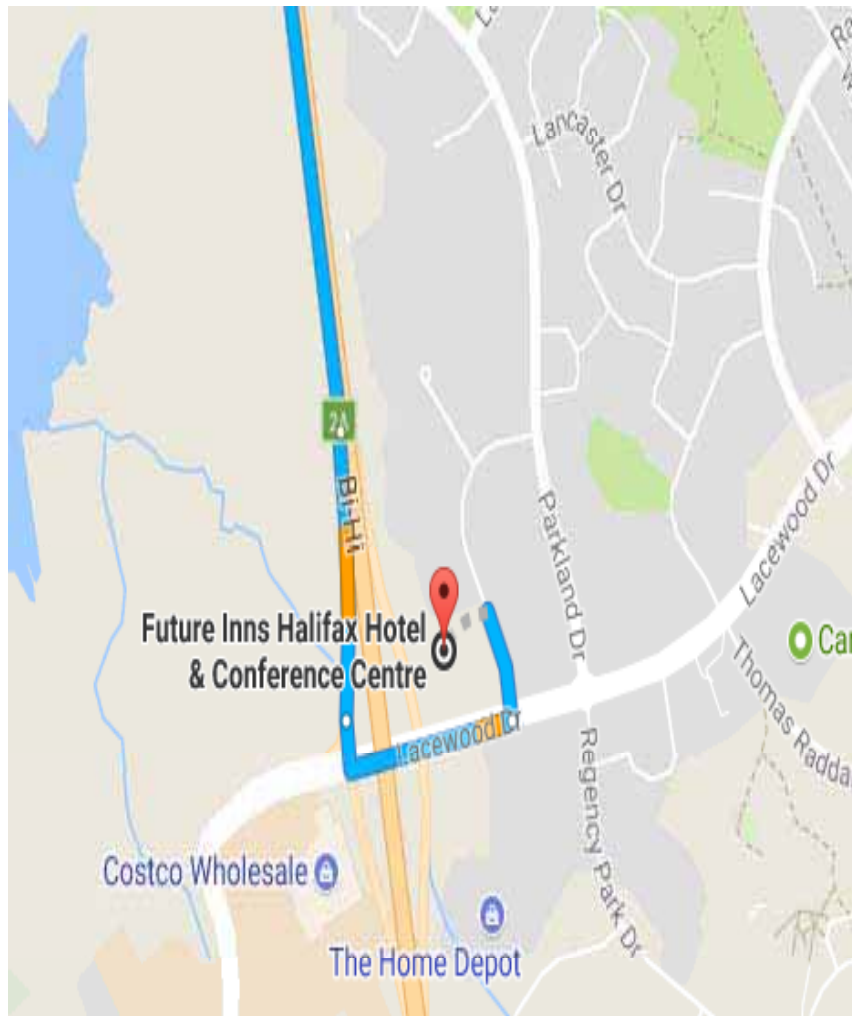 Lancaster Dr
2A
Bi-Hi
Parkland Dr
Lacewood Dr
Future Inns Halifax Hotel
& Conference Centre
Lacewood Dr
Thomas Radda
Regency Park Dr
Costco Wholesale
The Home Depot